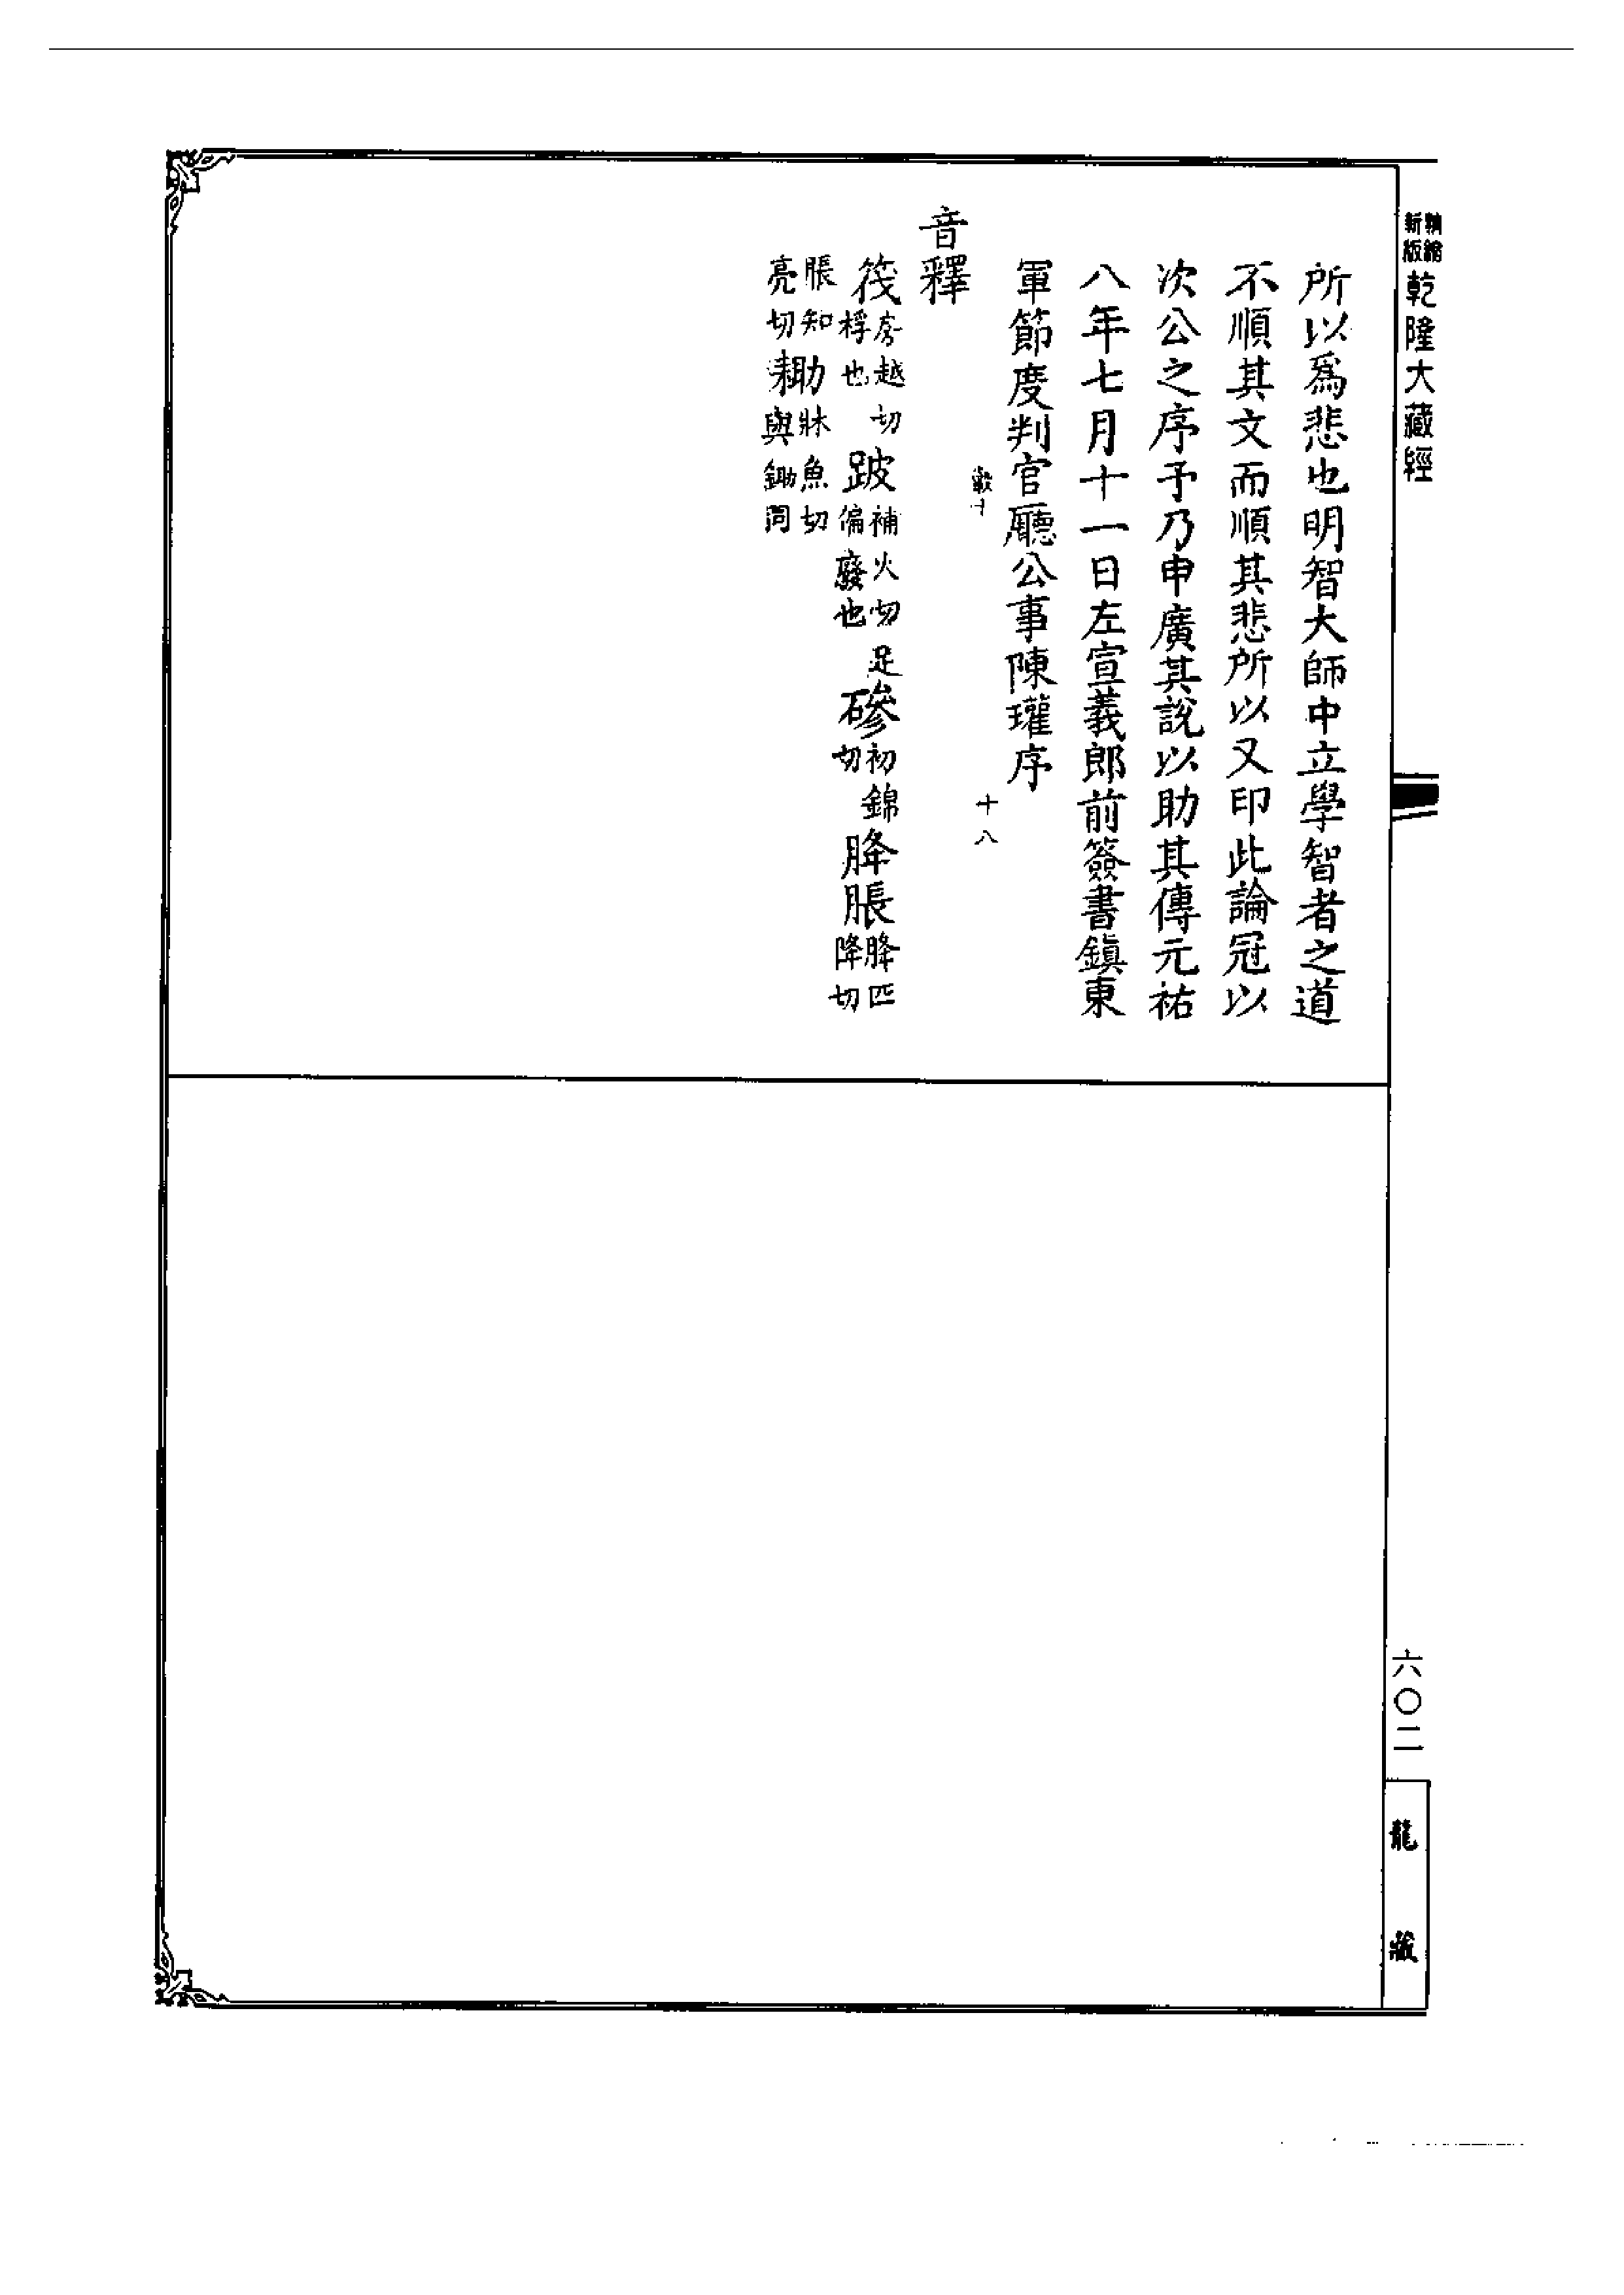 精縮新版乾隆大藏經
所以爲悲也明智大師中立學智者之道
不順其文而順其悲所以又印此論冠以
次公之序予乃申廣其說以助其傳元祐
八年七月十一日左宣義郎前簽書鎮東
軍節度判官廳公事陳瓘序
十八
音釋
筏房越切桴也跛補火切足偏廢也磣初錦切胮脹胮匹降切
脹知亮切耡牀魚切與鋤同
六〇二
龍藏